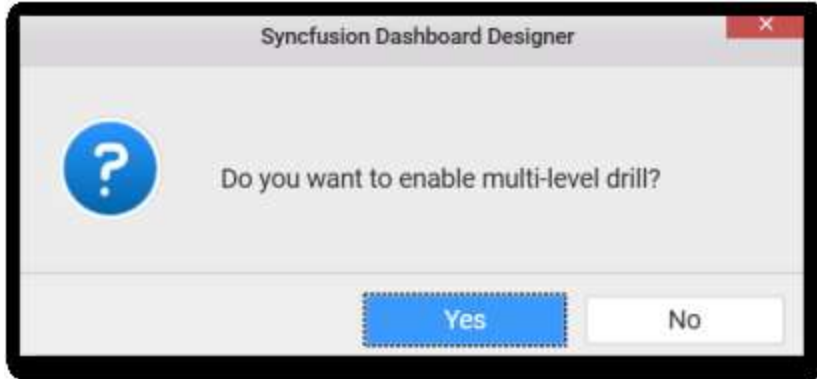 Syncfusion Dashboard Designer
Do you want to enable multi-level drill?
Yes
No